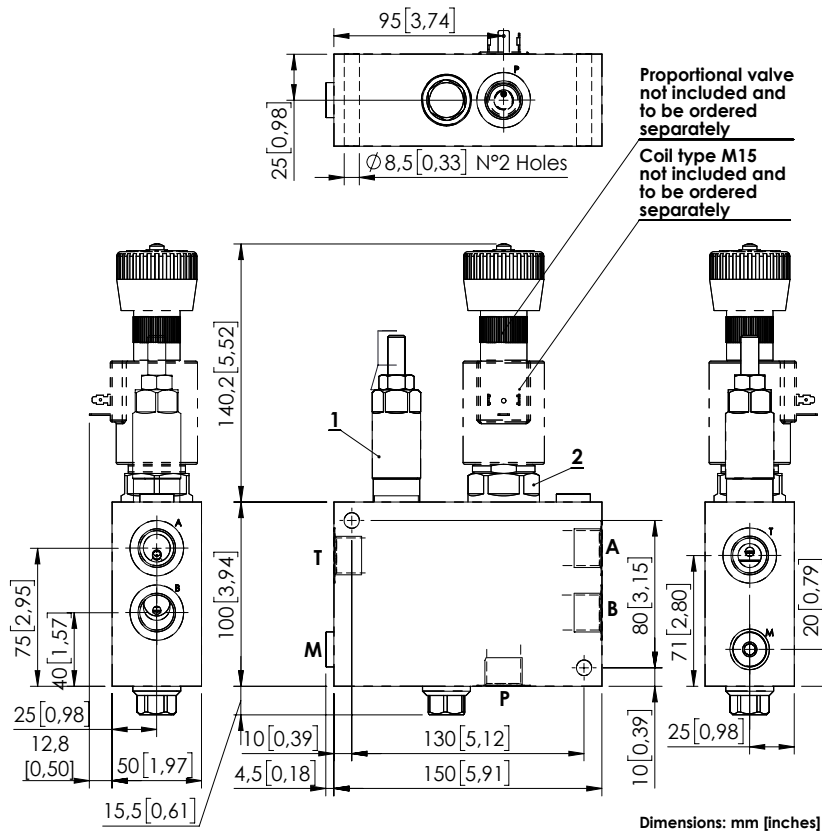 95[3,74]
P
25[0,98]
∅8,5[0,33] N°2 Holes
Proportional valve
not included and
to be ordered
separately
Coil type M15
not included and
to be ordered
separately
140,2[5,52]
1
2
A
B
75[2,95]
40[1,57]
25[0,98]
12,8
[0,50]
50[1,97]
15,5[0,61]
100[3,94]
T
M
A
B
P
80[3,15]
10[0,39]
10[0,39]
130[5,12]
4,5[0,18]
150[5,91]
T
M
71[2,80]
20[0,79]
25[0,98]
Dimensions: mm [inches]